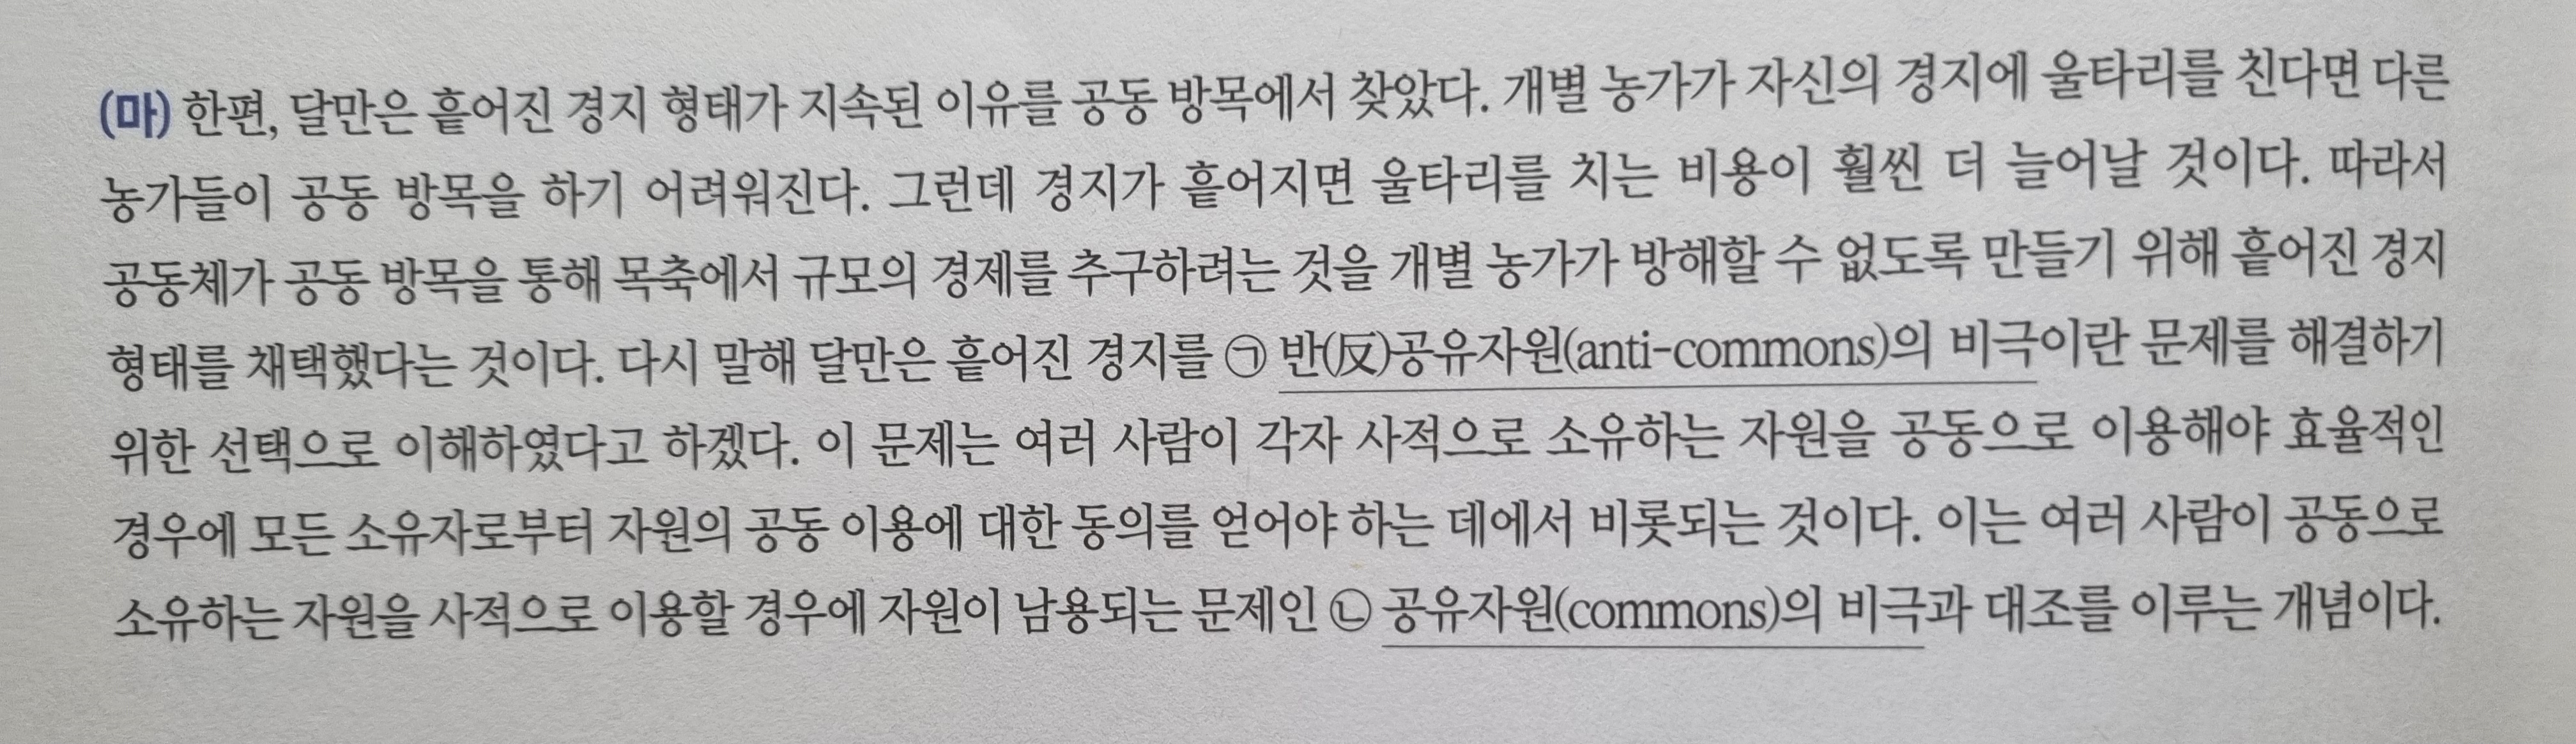 (마) 한편, 달만은 흩어진 경지 형태가 지속된 이유를 공동 방목에서 찾았다. 개별 농가가 자신의 경지에 울타리를 친다면 다른
농가들이 공동 방목을 하기 어려워진다. 그런데 경지가 흩어지면 울타리를 치는 비용이 훨씬 더 늘어날 것이다. 따라서
공동체가 공동 방목을 통해 목축에서 규모의 경제를 추구하려는 것을 개별 농가가 방해할 수 없도록 만들기 위해 흩어진 경지
형태를 채택했다는 것이다. 다시 말해 달만은 흩어진 경지를 ㉠ 반(反)공유자원(anti-commons)의 비극이란 문제를 해결하기
위한 선택으로 이해하였다고 하겠다. 이 문제는 여러 사람이 각자 사적으로 소유하는 자원을 공동으로 이용해야 효율적인
경우에 모든 소유자로부터 자원의 공동 이용에 대한 동의를 얻어야 하는 데에서 비롯되는 것이다. 이는 여러 사람이 공동으로
소유하는 자원을 사적으로 이용할 경우에 자원이 남용되는 문제인 ㉡ 공유자원(commons)의 비극과 대조를 이루는 개념이다.